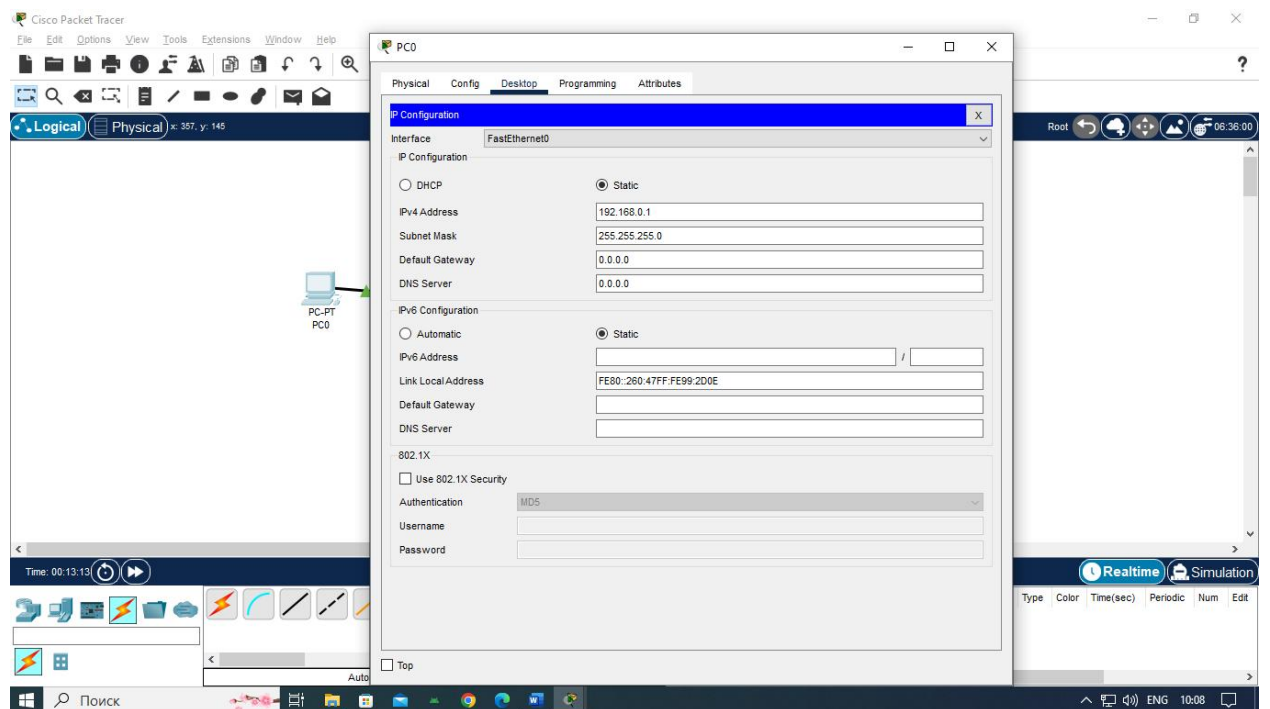 Cisco Packet Tracer
File Edit Options View Tools Extensions Window Help
?
Logical Physical x: 357, y: 145
Root 06:36:00
PC-PT
PC0
PC0
Physical Config Desktop Programming Attributes
IP Configuration X
Interface FastEthernet0
IP Configuration
DHCP Static
IPv4 Address 192.168.0.1
Subnet Mask 255.255.255.0
Default Gateway 0.0.0.0
DNS Server 0.0.0.0
IPv6 Configuration
Automatic Static
IPv6 Address /
Link Local Address FE80::260:47FF:FE99:2D0E
Default Gateway
DNS Server
802.1X
Use 802.1X Security
Authentication MD5
Username
Password
Top
Time: 00:13:13
Realtime Simulation
Type Color Time(sec) Periodic Num Edit
Auto
Поиск
ENG 10:08